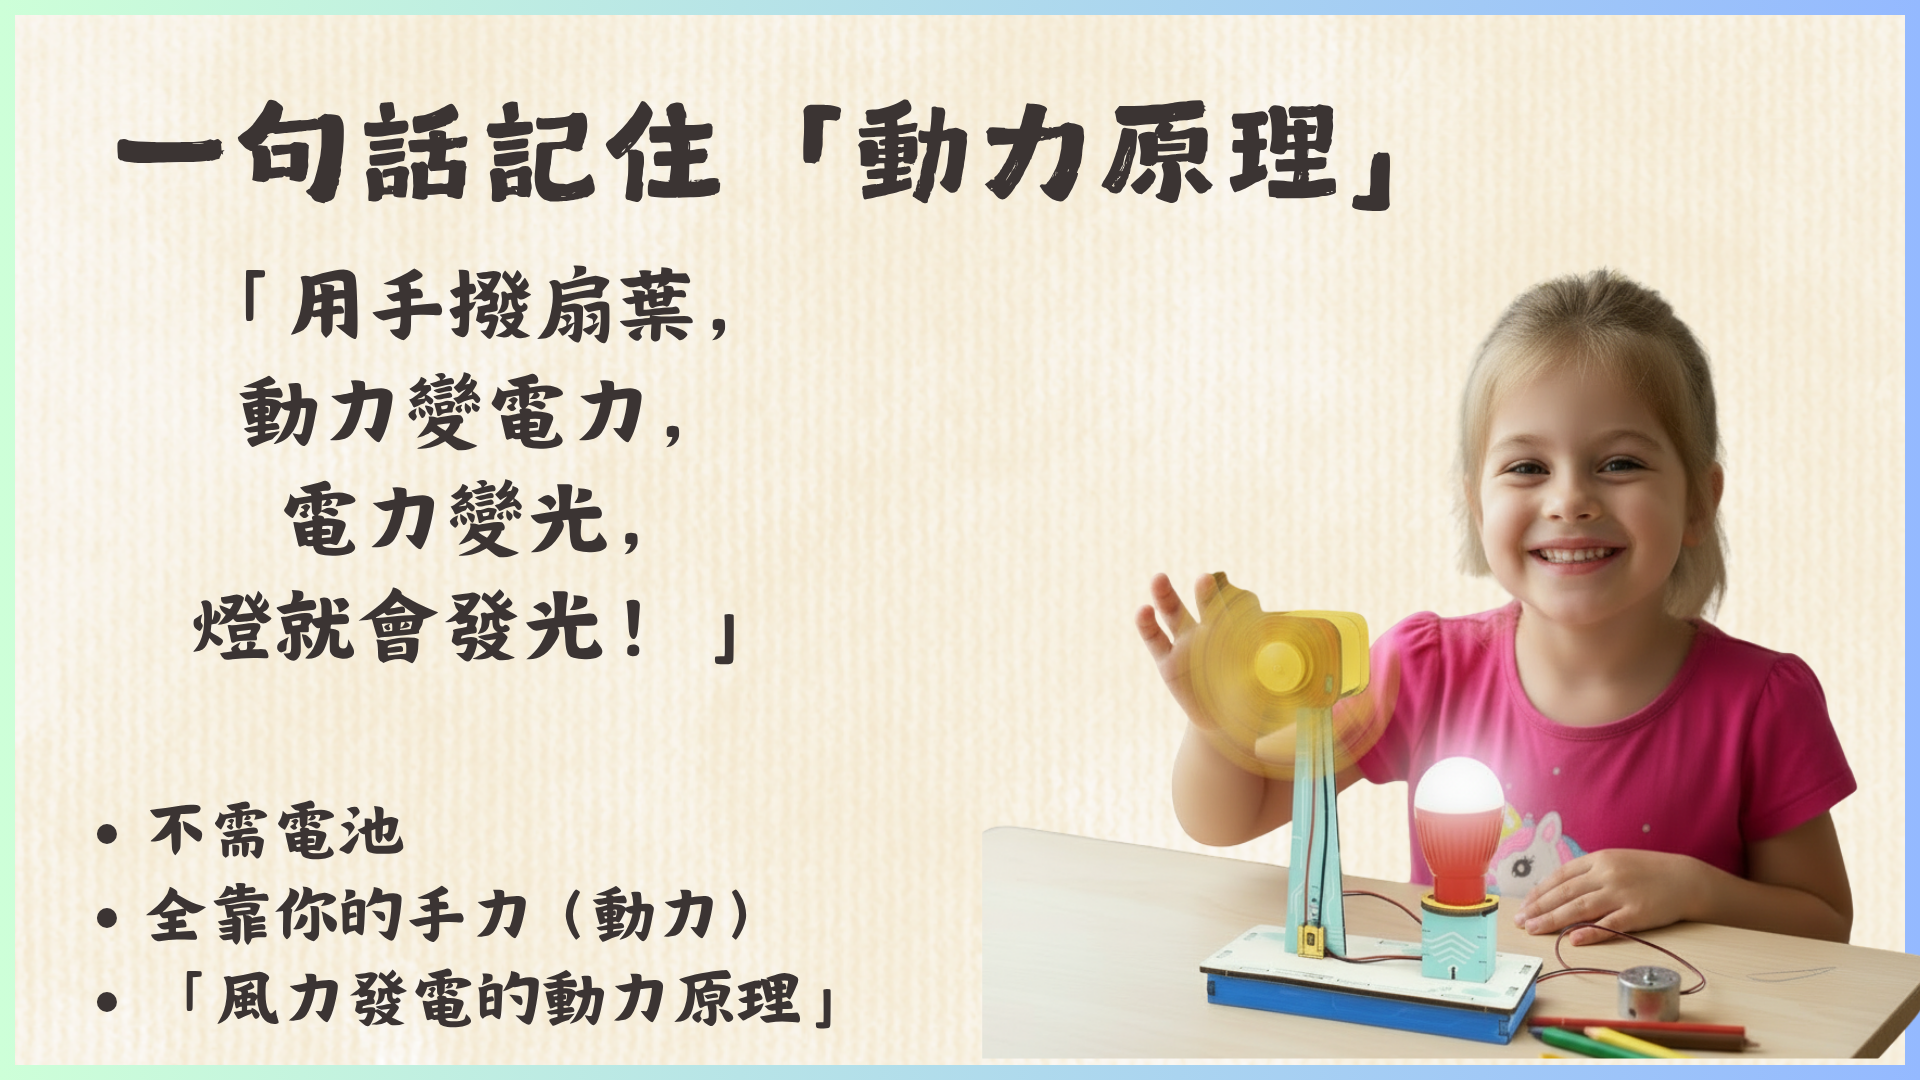 一句話記住「動力原理」
「用手撥扇葉，
動力變電力，
電力變光，
燈就會發光！」
• 不需電池
• 全靠你的手力（動力）
• 「風力發電的動力原理」